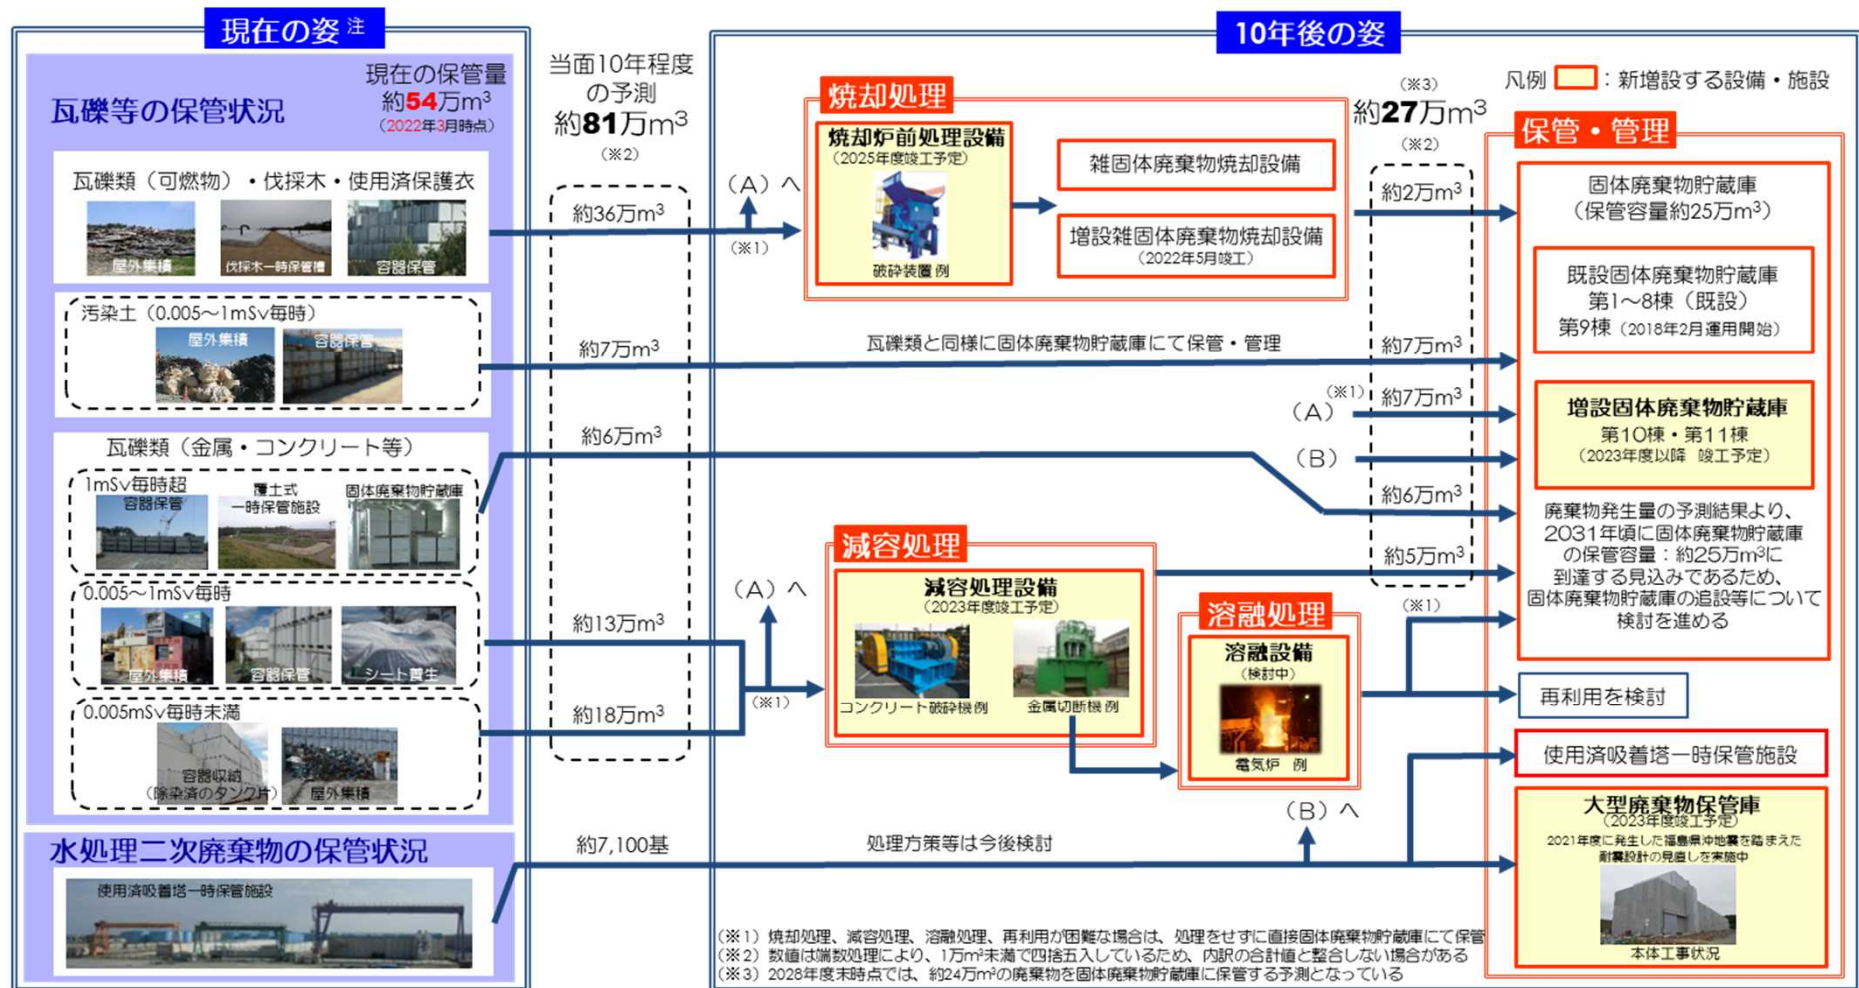 現在の姿 注
瓦礫等の保管状況
現在の保管量
約54万m³
(2022年3月時点)
瓦礫類(可燃物)・伐採木・使用済保護衣
屋外集積
伐採木一時保管槽
容器保管
汚染土(0.005~1mSv毎時)
屋外集積
容器保管
瓦礫類(金属・コンクリート等)
1mSv毎時超
容器保管
覆土式
一時保管施設
固体廃棄物貯蔵庫
0.005~1mSv毎時
屋外集積
容器保管
シート養生
0.005mSv毎時未満
容器収納
(除染済のタンク片)
屋外集積
水処理二次廃棄物の保管状況
使用済吸着塔一時保管施設
当面10年程度
の予測
約81万m³
(※2)
約36万m³
約7万m³
約6万m³
約13万m³
約18万m³
約7,100基
10年後の姿
凡例 :新増設する設備・施設
(A)へ
(※1)
焼却処理
焼却炉前処理設備
(2025年度竣工予定)
破砕装置例
雑固体廃棄物焼却設備
増設雑固体廃棄物焼却設備
(2022年5月竣工)
瓦礫類と同様に固体廃棄物貯蔵庫にて保管・管理
(A)へ
(※1)
減容処理
減容処理設備
(2023年度竣工予定)
コンクリート破砕機例
金属切断機例
溶融処理
溶融設備
(検討中)
電気炉 例
処理方策等は今後検討
(B)へ
(※3)
約27万m³
(※2)
約2万m³
約7万m³
(A)
(※1)
約7万m³
(B)
約6万m³
約5万m³
(※1)
保管・管理
固体廃棄物貯蔵庫
(保管容量約25万m³)
既設固体廃棄物貯蔵庫
第1~8棟(既設)
第9棟(2018年2月運用開始)
増設固体廃棄物貯蔵庫
第10棟・第11棟
(2023年度以降 竣工予定)
廃棄物発生量の予測結果より、
2031年頃に固体廃棄物貯蔵庫
の保管容量:約25万m³に
到達する見込みであるため、
固体廃棄物貯蔵庫の追設等について
検討を進める
再利用を検討
使用済吸着塔一時保管施設
大型廃棄物保管庫
(2023年度竣工予定)
2021年度に発生した福島県沖地震を踏まえた
耐震設計の見直しを実施中
本体工事状況
(※1)焼却処理、減容処理、溶融処理、再利用が困難な場合は、処理をせずに直接固体廃棄物貯蔵庫にて保管
(※2)数値は端数処理により、1万m³未満で四捨五入しているため、内訳の合計値と整合しない場合がある
(※3)2028年度末時点では、約24万m³の廃棄物を固体廃棄物貯蔵庫に保管する予測となっている